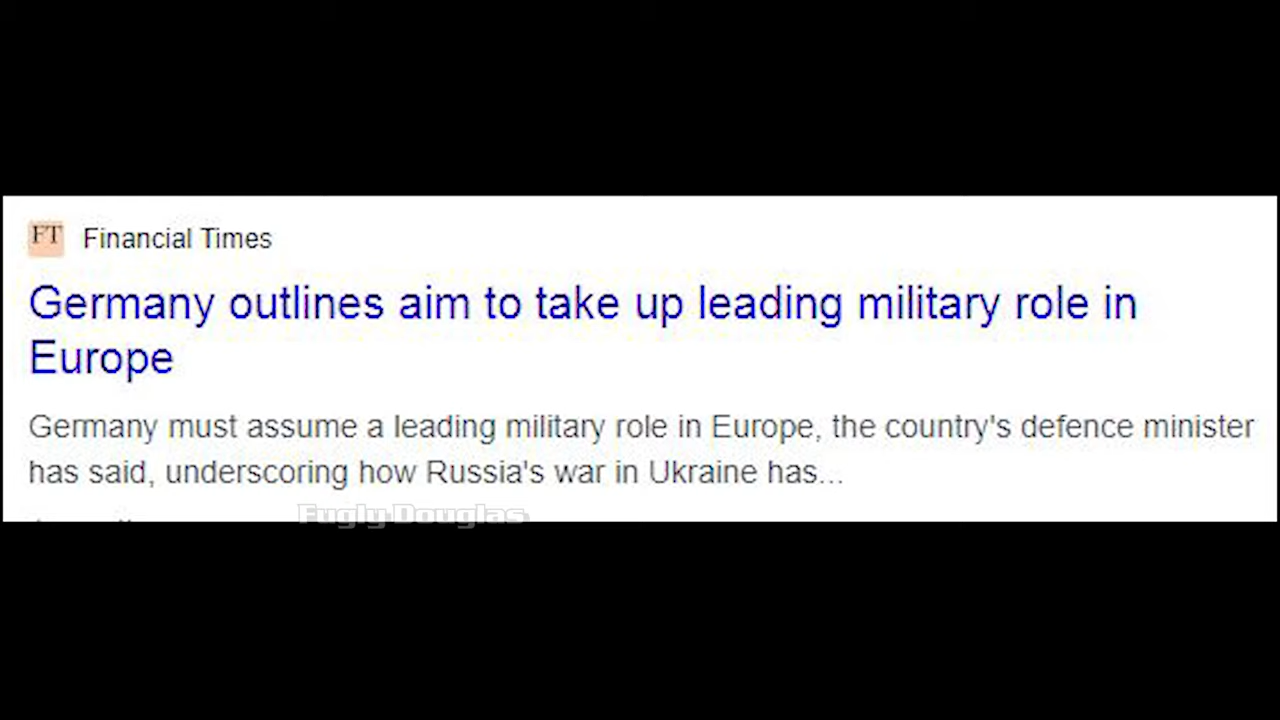 FT Financial Times
Germany outlines aim to take up leading military role in
Europe
Germany must assume a leading military role in Europe, the country's defence minister
has said, underscoring how Russia's war in Ukraine has...
Fugly Douglas